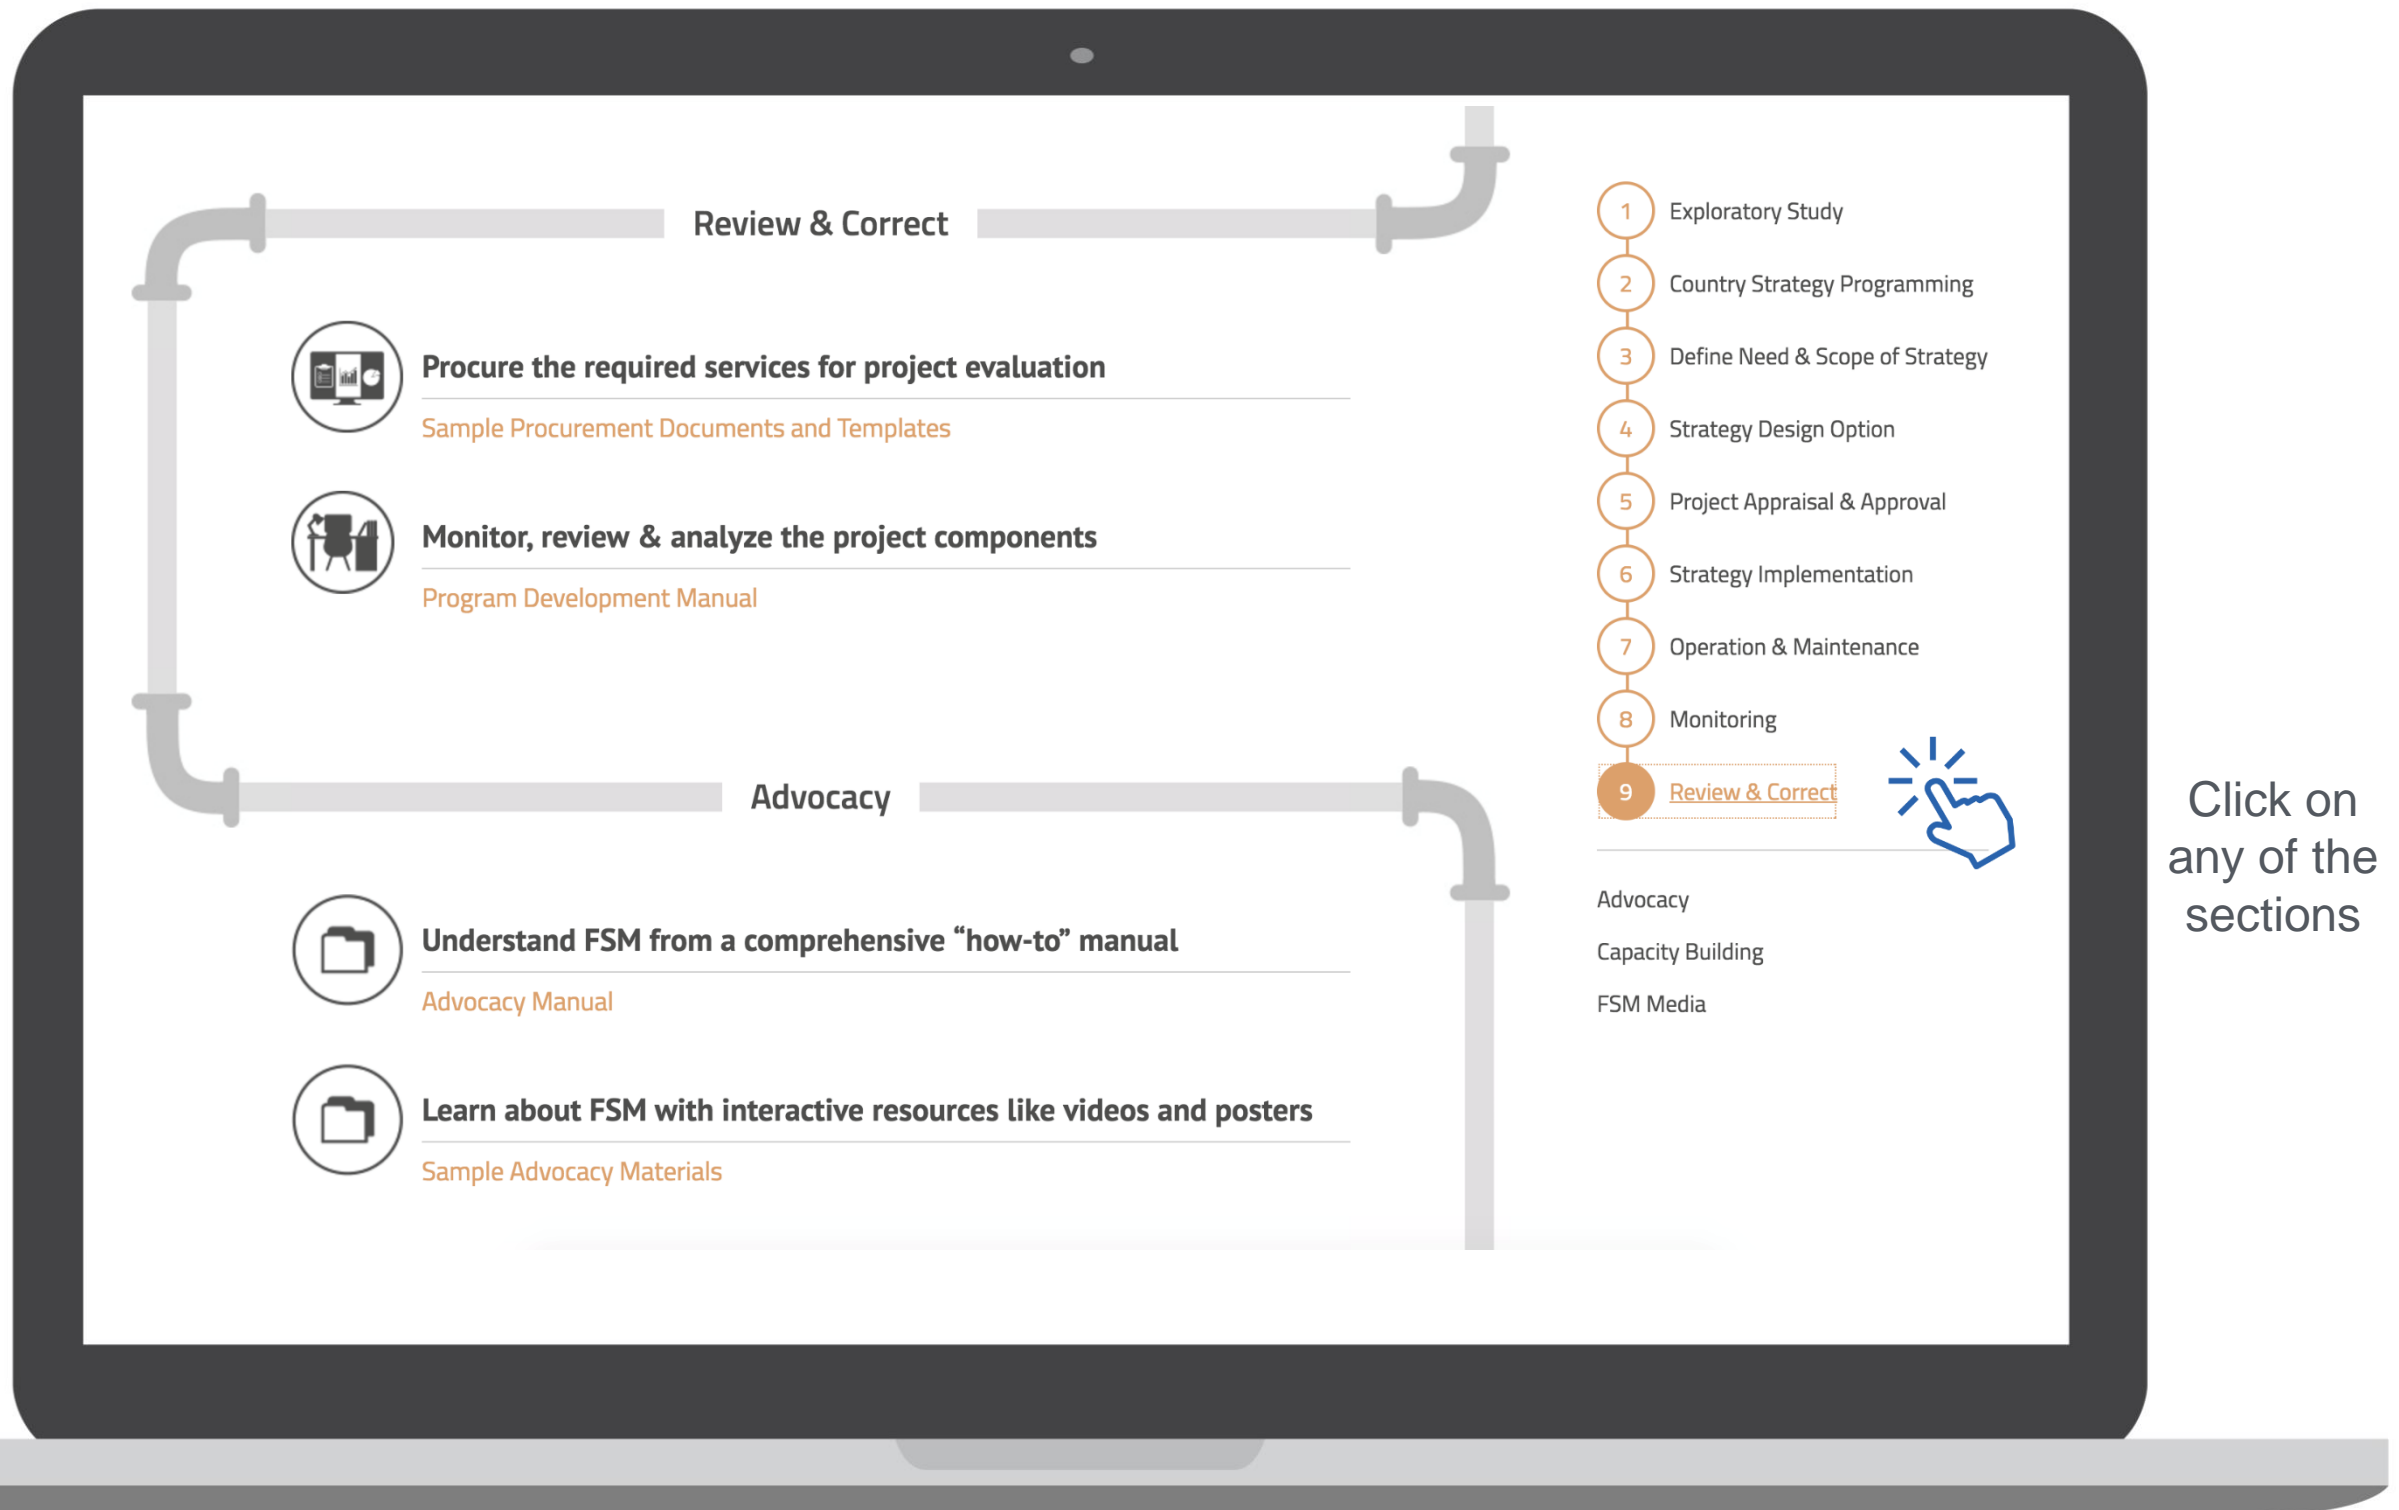 Review & Correct
Procure the required services for project evaluation
Sample Procurement Documents and Templates
Monitor, review & analyze the project components
Program Development Manual
Advocacy
Understand FSM from a comprehensive “how-to” manual
Advocacy Manual
Learn about FSM with interactive resources like videos and posters
Sample Advocacy Materials
1 Exploratory Study
2 Country Strategy Programming
3 Define Need & Scope of Strategy
4 Strategy Design Option
5 Project Appraisal & Approval
6 Strategy Implementation
7 Operation & Maintenance
8 Monitoring
9 Review & Correct
Advocacy
Capacity Building
FSM Media
Click on
any of the
sections